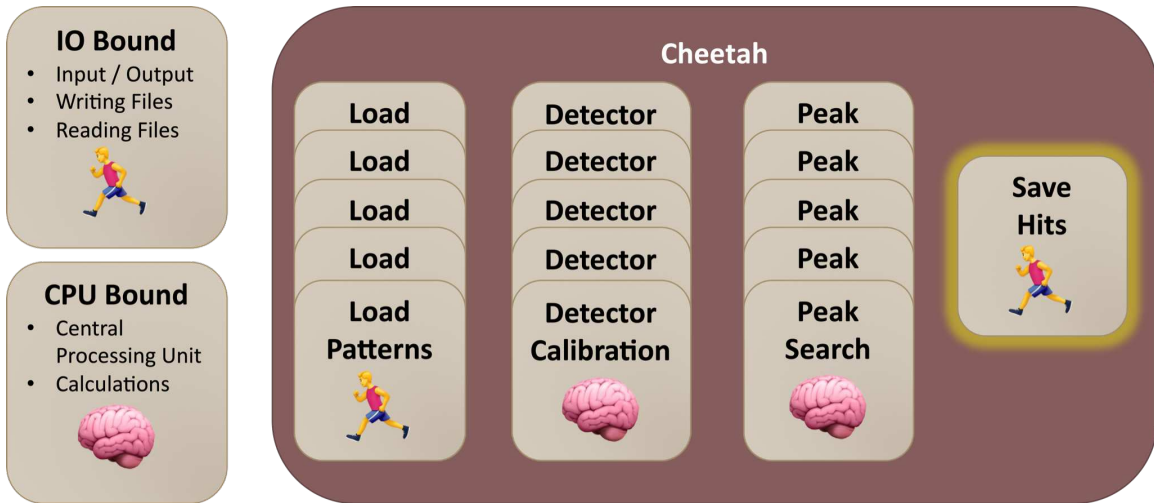 IO Bound
• Input / Output
• Writing Files
• Reading Files
CPU Bound
• Central
Processing Unit
• Calculations
Cheetah
Load
Load
Load
Load
Load
Patterns
Detector
Detector
Detector
Detector
Detector
Calibration
Peak
Peak
Peak
Peak
Peak
Search
Save
Hits